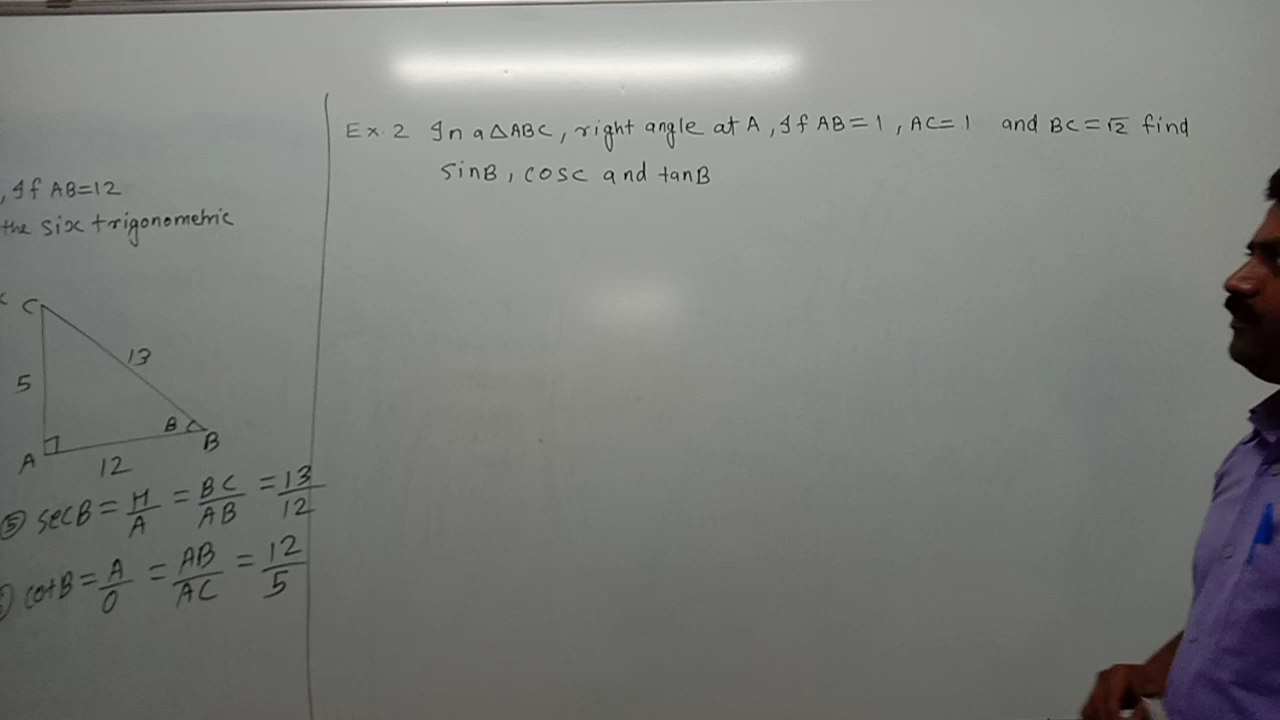 , If AB=12
the six trigonometric
C
13
5
B
A
B
12
⑤ secB = H/A = BC/AB = 13/12
cotB = A/O = AB/AC = 12/5
Ex. 2 In a △ABC, right angle at A, If AB=1, AC=1 and BC=√2 find
sinB, cosc and tanB